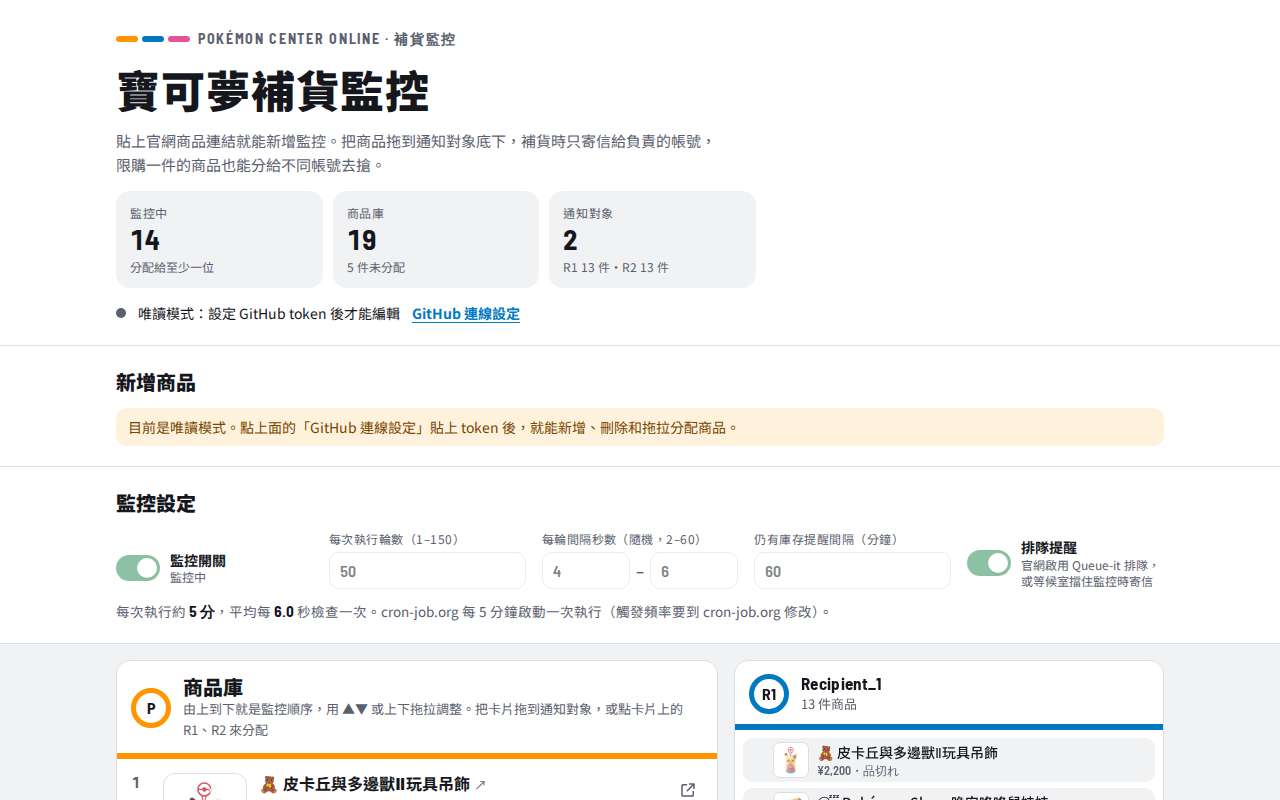 POKÉMON CENTER ONLINE · 補貨監控
寶可夢補貨監控
貼上官網商品連結就能新增監控。把商品拖到通知對象底下，補貨時只寄信給負責的帳號，
限購一件的商品也能分給不同帳號去搶。
監控中
14
分配給至少一位
商品庫
19
5 件未分配
通知對象
2
R1 13 件・R2 13 件
唯讀模式：設定 GitHub token 後才能編輯 GitHub 連線設定
新增商品
目前是唯讀模式。點上面的「GitHub 連線設定」貼上 token 後，就能新增、刪除和拖拉分配商品。
監控設定
監控開關
監控中
每次執行輪數（1–150）
50
每輪間隔秒數（隨機，2–60）
4 – 6
仍有庫存提醒間隔（分鐘）
60
排隊提醒
官網啟用 Queue-it 排隊，
或等候室擋住監控時寄信
每次執行約 5 分，平均每 6.0 秒檢查一次。cron-job.org 每 5 分鐘啟動一次執行（觸發頻率要到 cron-job.org 修改）。
P
商品庫
由上到下就是監控順序，用 ▲▼ 或上下拖拉調整。把卡片拖到通知對象，或點卡片上的
R1、R2 來分配
1
🧸 皮卡丘與多邊獸Ⅱ玩具吊飾 ↗
R1
Recipient_1
13 件商品
🧸 皮卡丘與多邊獸Ⅱ玩具吊飾
¥2,200・品切れ